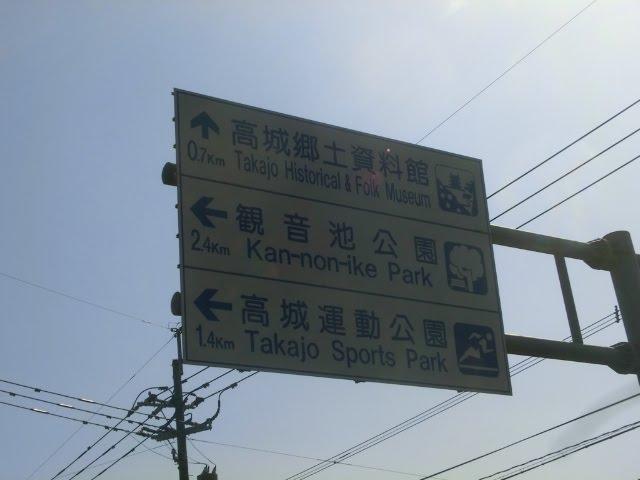 高城郷土資料館
0.7Km Takajo Historical & Folk Museum
観音池公園
2.4Km Kan-non-ike Park
高城運動公園
1.4Km Takajo Sports Park